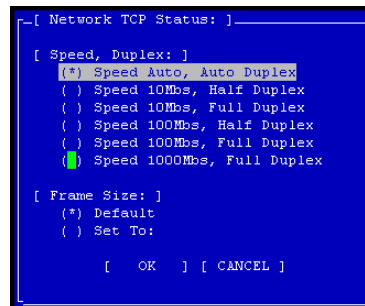 [ Network TCP Status: ]
[ Speed, Duplex: ]
(*) Speed Auto, Auto Duplex
( ) Speed 10Mbs, Half Duplex
( ) Speed 10Mbs, Full Duplex
( ) Speed 100Mbs, Half Duplex
( ) Speed 100Mbs, Full Duplex
( ) Speed 1000Mbs, Full Duplex
[ Frame Size: ]
(*) Default
( ) Set To:
[ OK ] [ CANCEL ]